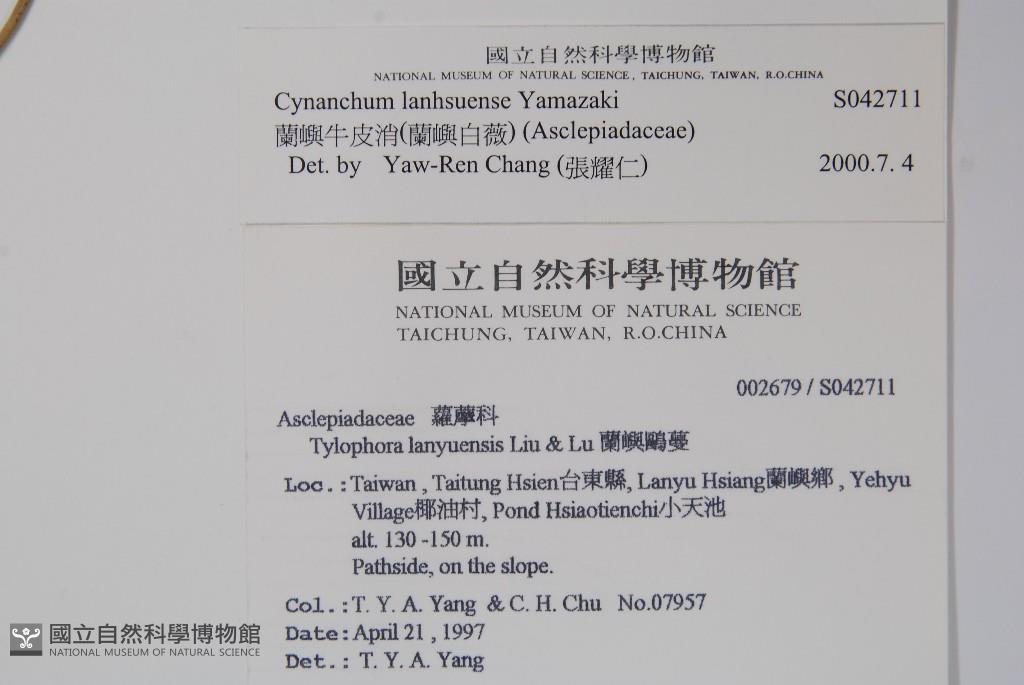 國立自然科學博物館
NATIONAL MUSEUM OF NATURAL SCIENCE, TAICHUNG, TAIWAN, R.O.CHINA
Cynanchum lanhsuense Yamazaki S042711
蘭嶼牛皮消(蘭嶼白薇) (Asclepiadaceae)
Det. by Yaw-Ren Chang (張耀仁) 2000.7. 4
國立自然科學博物館
NATIONAL MUSEUM OF NATURAL SCIENCE
TAICHUNG, TAIWAN, R.O.CHINA
002679 / S042711
Asclepiadaceae 蘿藦科
Tylophora lanyuensis Liu & Lu 蘭嶼鷗蔓
Loc.:Taiwan , Taitung Hsien台東縣, Lanyu Hsiang蘭嶼鄉 , Yehyu
Village椰油村, Pond Hsiaotienchi小天池
alt. 130 -150 m.
Pathside, on the slope.
Col.:T. Y. A. Yang & C. H. Chu No.07957
Date:April 21 , 1997
Det.: T. Y. A. Yang
國立自然科學博物館
NATIONAL MUSEUM OF NATURAL SCIENCE